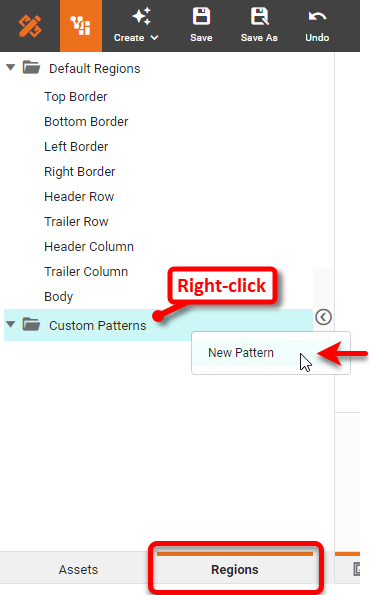 Create
Save
Save As
Undo
Default Regions
Top Border
Bottom Border
Left Border
Right Border
Header Row
Trailer Row
Header Column
Trailer Column
Body
Right-click
Custom Patterns
New Pattern
Assets
Regions